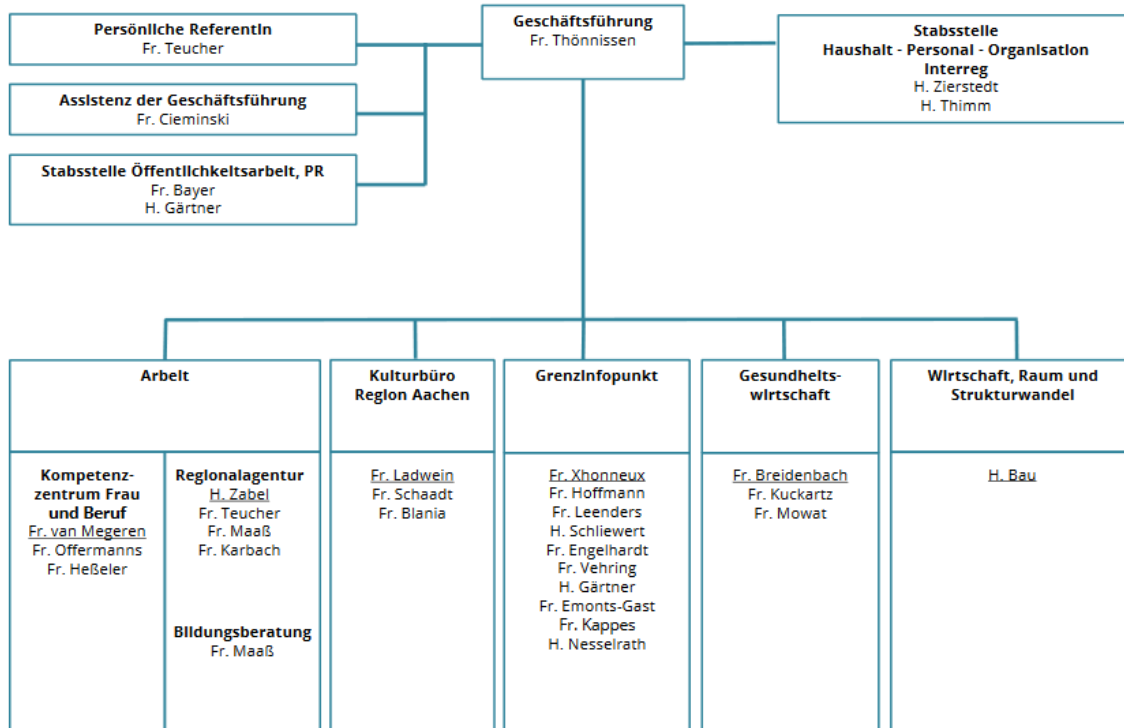 Persönliche Referentin
Fr. Teucher
Assistenz der Geschäftsführung
Fr. Cieminski
Stabsstelle Öffentlichkeitsarbeit, PR
Fr. Bayer
H. Gärtner
Geschäftsführung
Fr. Thönnissen
Stabsstelle
Haushalt - Personal - Organisation
Interreg
H. Zierstedt
H. Thimm
Arbeit
Kompetenz-
zentrum Frau
und Beruf
Fr. van Megeren
Fr. Offermanns
Fr. Heßeler
Regionalagentur
H. Zabel
Fr. Teucher
Fr. Maaß
Fr. Karbach
Bildungsberatung
Fr. Maaß
Kulturbüro
Region Aachen
Fr. Ladwein
Fr. Schaadt
Fr. Blania
GrenzInfopunkt
Fr. Xhonneux
Fr. Hoffmann
Fr. Leenders
H. Schliewert
Fr. Engelhardt
Fr. Vehring
H. Gärtner
Fr. Emonts-Gast
Fr. Kappes
H. Nesselrath
Gesundheits-
wirtschaft
Fr. Breidenbach
Fr. Kuckartz
Fr. Mowat
Wirtschaft, Raum und
Strukturwandel
H. Bau